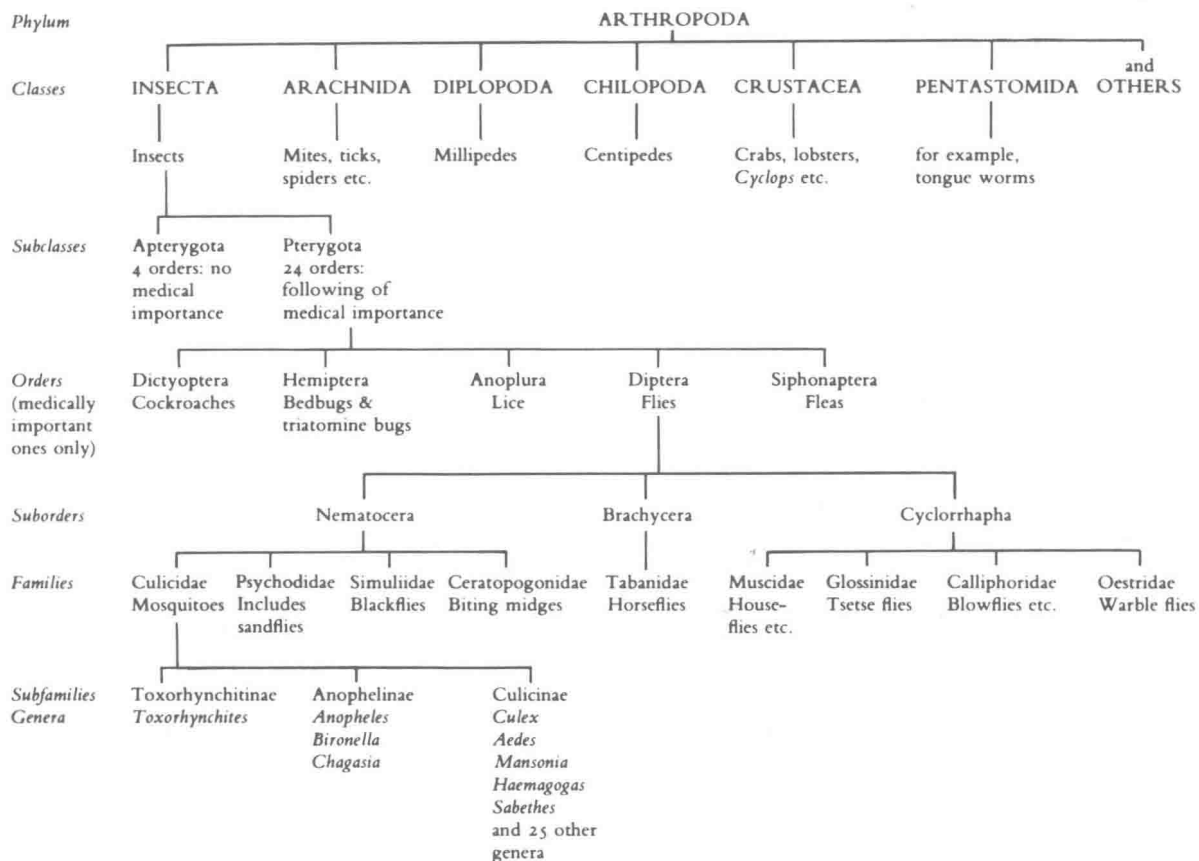 Phylum ARTHROPODA
and
Classes INSECTA ARACHNIDA DIPLOPODA CHILOPODA CRUSTACEA PENTASTOMIDA OTHERS
Insects Mites, ticks, Millipedes Centipedes Crabs, lobsters, for example,
spiders etc. Cyclops etc. tongue worms
Subclasses Apterygota Pterygota
4 orders: no 24 orders:
medical following of
importance medical importance
Orders Dictyoptera Hemiptera Anoplura Diptera Siphonaptera
(medically Cockroaches Bedbugs & Lice Flies Fleas
important triatomine bugs
ones only)
Suborders Nematocera Brachycera Cyclorrhapha
Families Culicidae Psychodidae Simuliidae Ceratopogonidae Tabanidae Muscidae Glossinidae Calliphoridae Oestridae
Mosquitoes Includes Blackflies Biting midges Horseflies House- Tsetse flies Blowflies etc. Warble flies
sandflies flies etc.
Subfamilies Toxorhynchitinae Anophelinae Culicinae
Genera Toxorhynchites Anopheles Culex
Bironella Aedes
Chagasia Mansonia
Haemagogas
Sabethes
and 25 other
genera